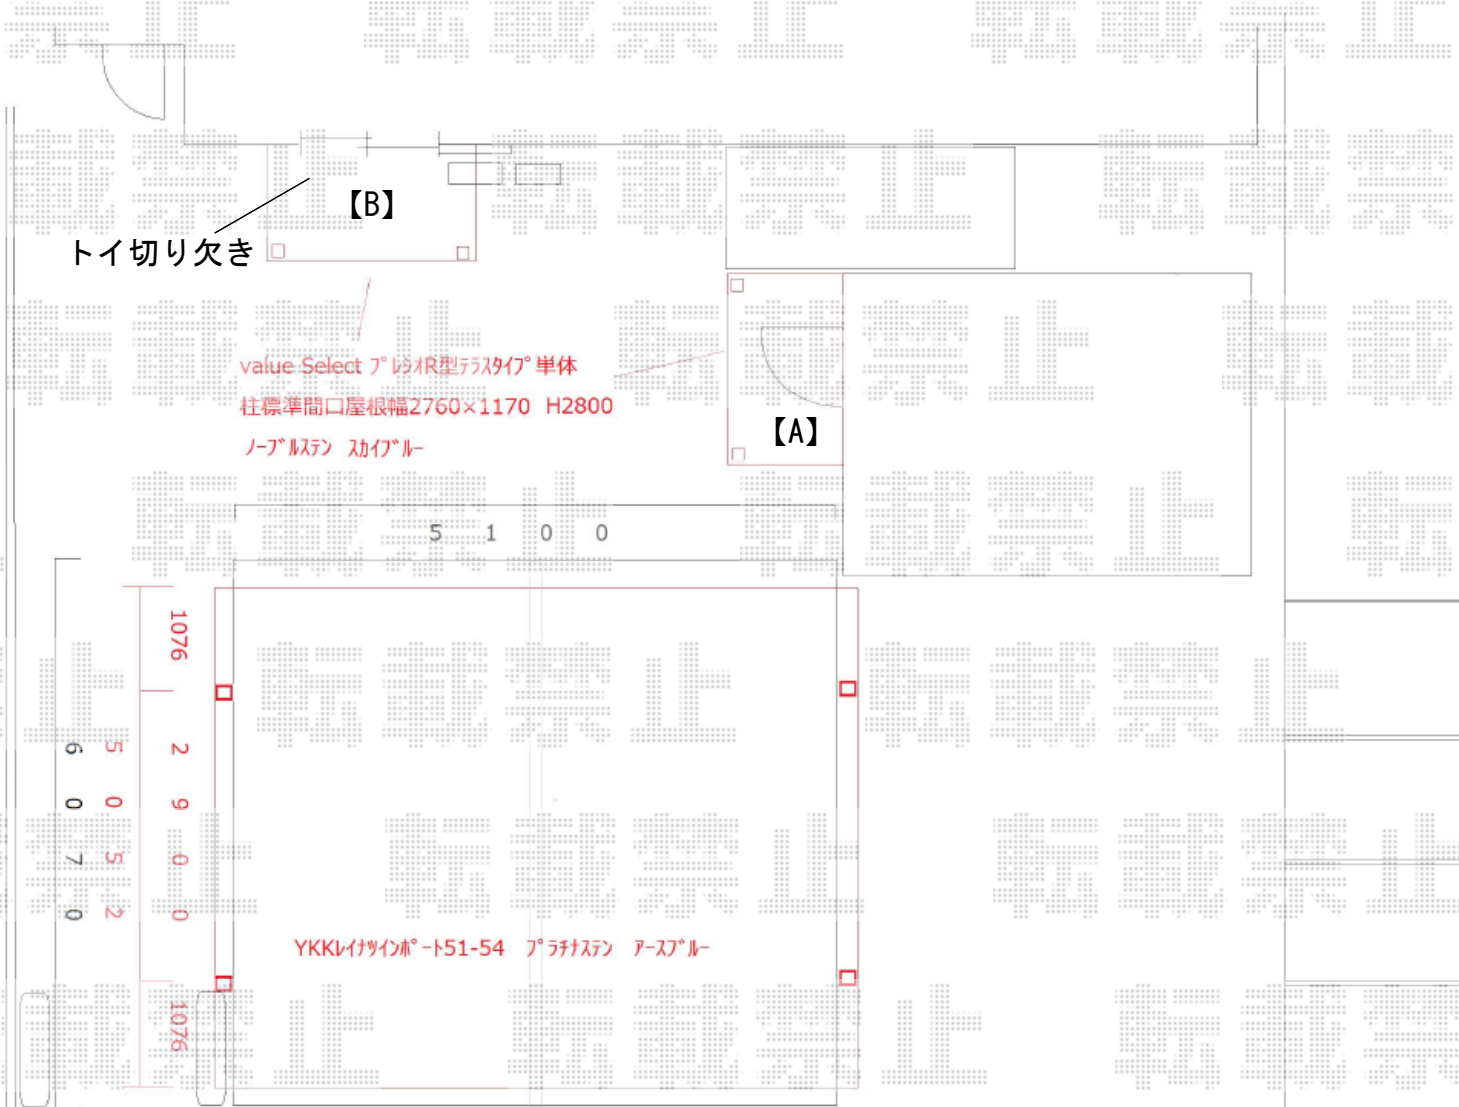 転載禁止 転載禁止
【B】
トイ切り欠き
value Select プレシオR型テラスタイプ単体
柱標準間口屋根幅2760×1170 H2800
ノーブルステン スカイブルー
【A】
5100
1076
2900
5052
6070
1076
YKKレイナツインポート51-54 プラチナステン アースブルー